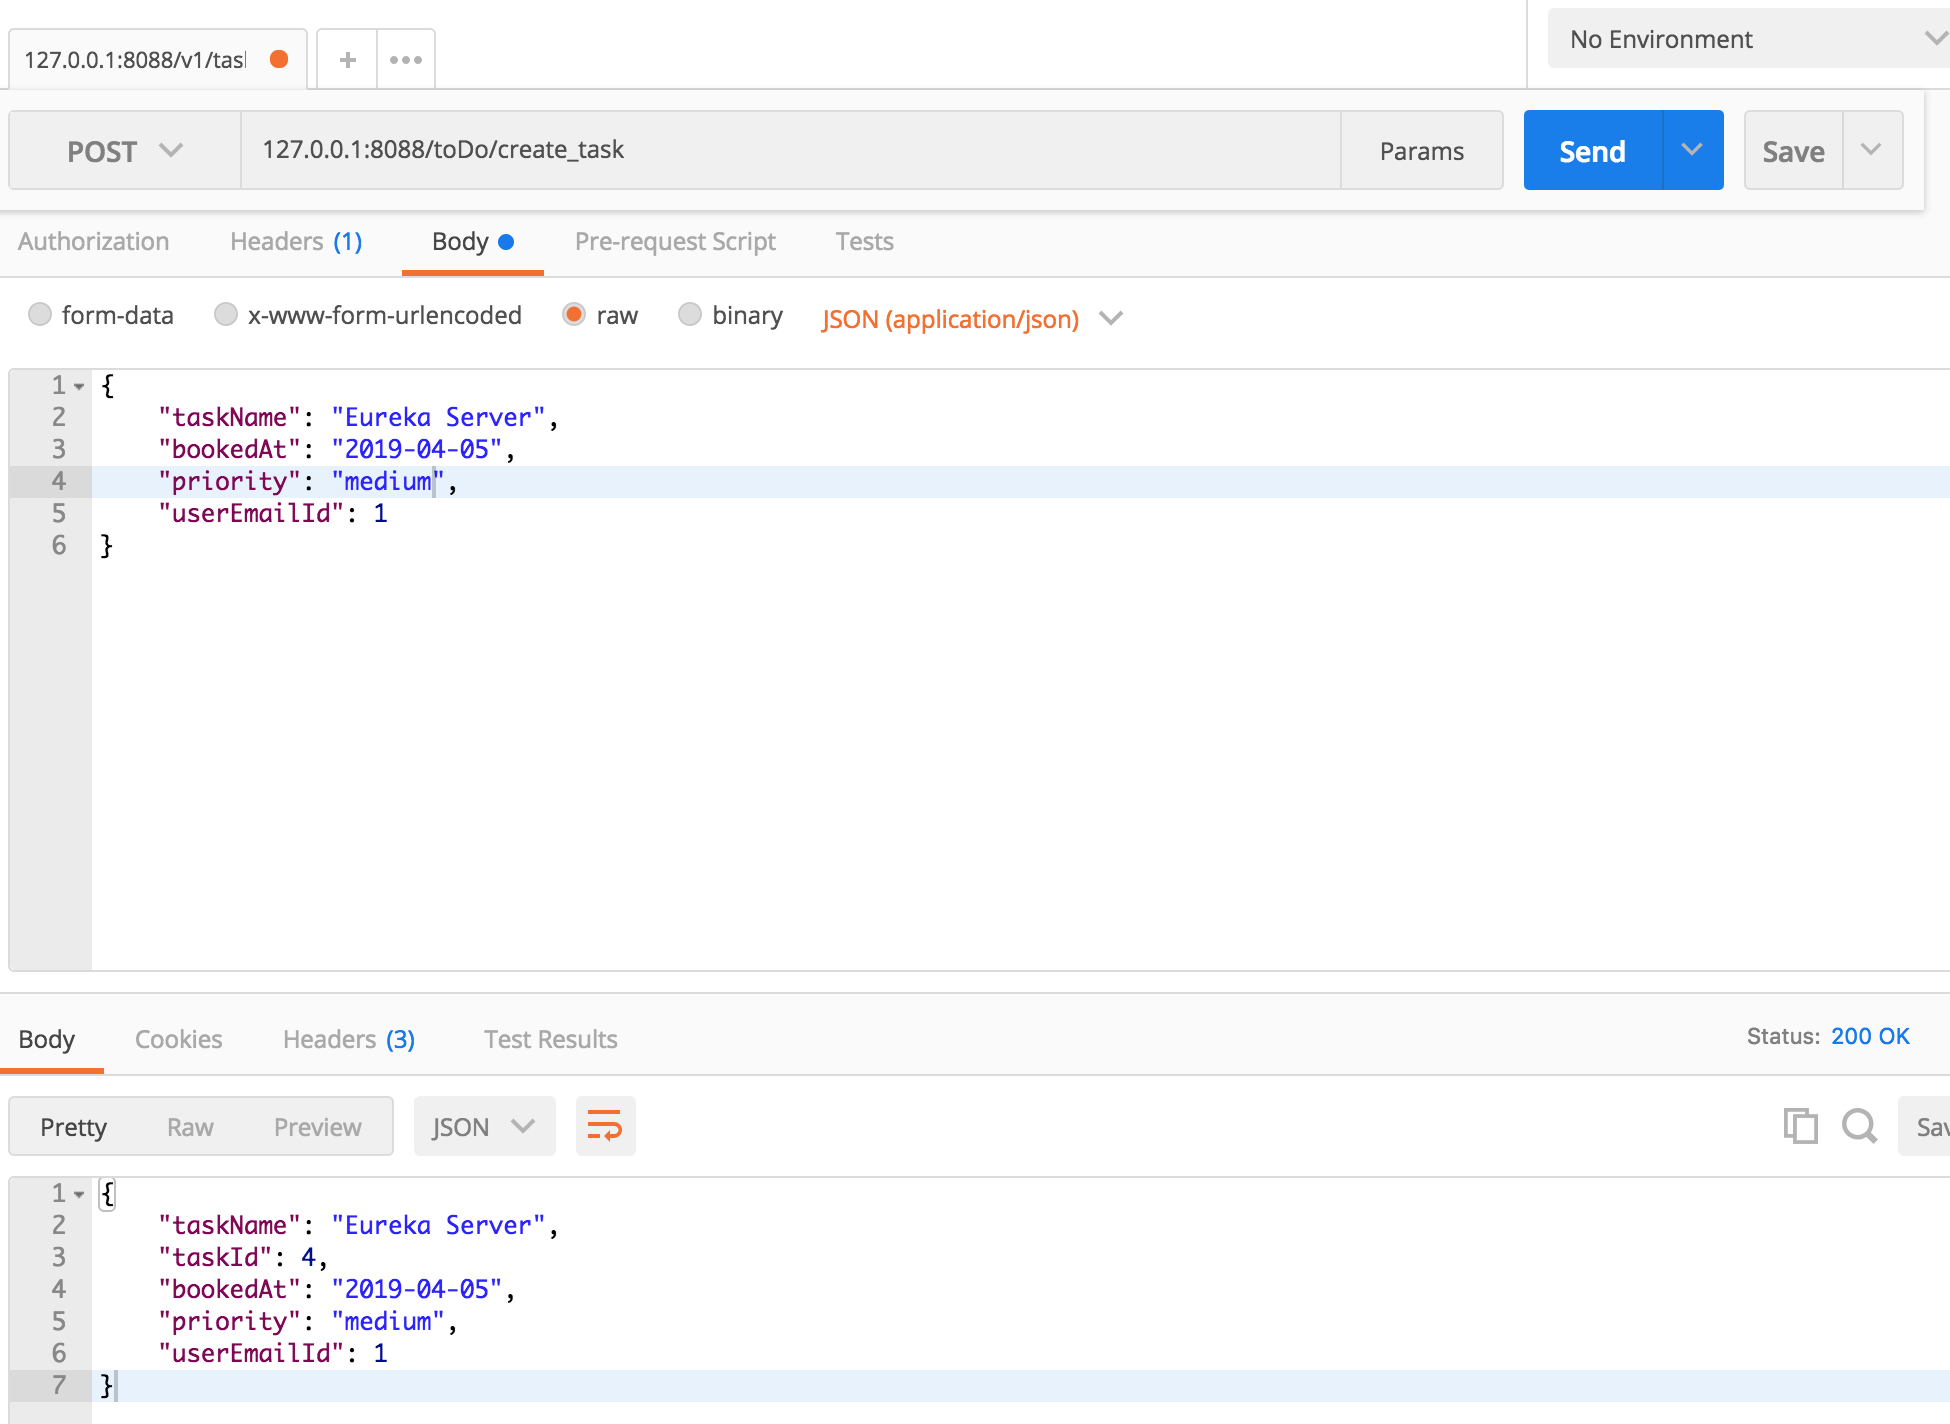 127.0.0.1:8088/v1/tas
No Environment
POST 127.0.0.1:8088/toDo/create_task Params Send Save
Authorization Headers (1) Body Pre-request Script Tests
form-data x-www-form-urlencoded raw binary JSON (application/json)
1 {
2 "taskName": "Eureka Server",
3 "bookedAt": "2019-04-05",
4 "priority": "medium",
5 "userEmailId": 1
6 }
Body Cookies Headers (3) Test Results Status: 200 OK
Pretty Raw Preview JSON Sav
1 {
2 "taskName": "Eureka Server",
3 "taskId": 4,
4 "bookedAt": "2019-04-05",
5 "priority": "medium",
6 "userEmailId": 1
7 }